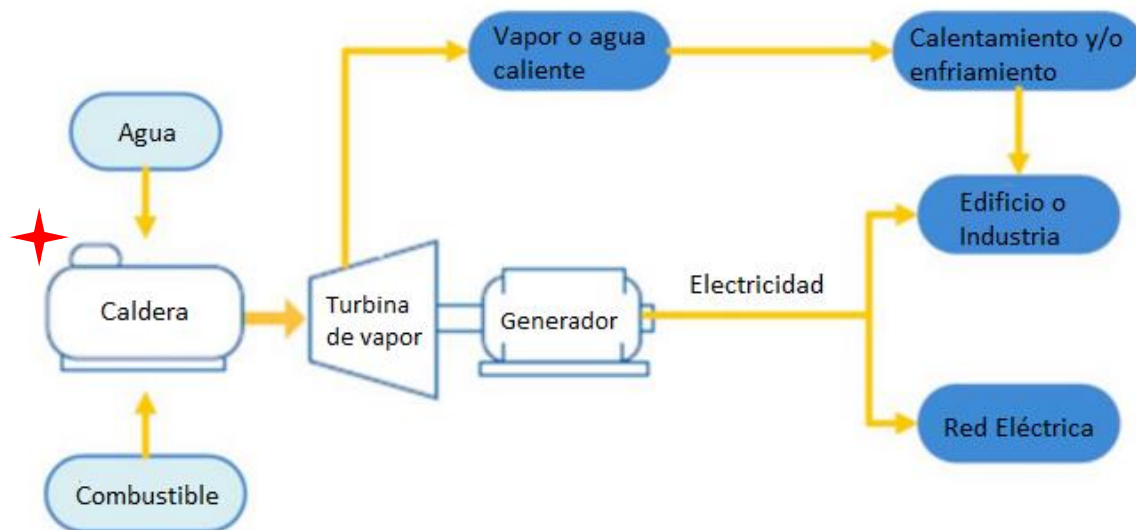 Vapor o agua
caliente
Calentamiento y/o
enfriamiento
Agua
Edificio o
Industria
Caldera
Turbina
de vapor
Generador
Electricidad
Red Eléctrica
Combustible